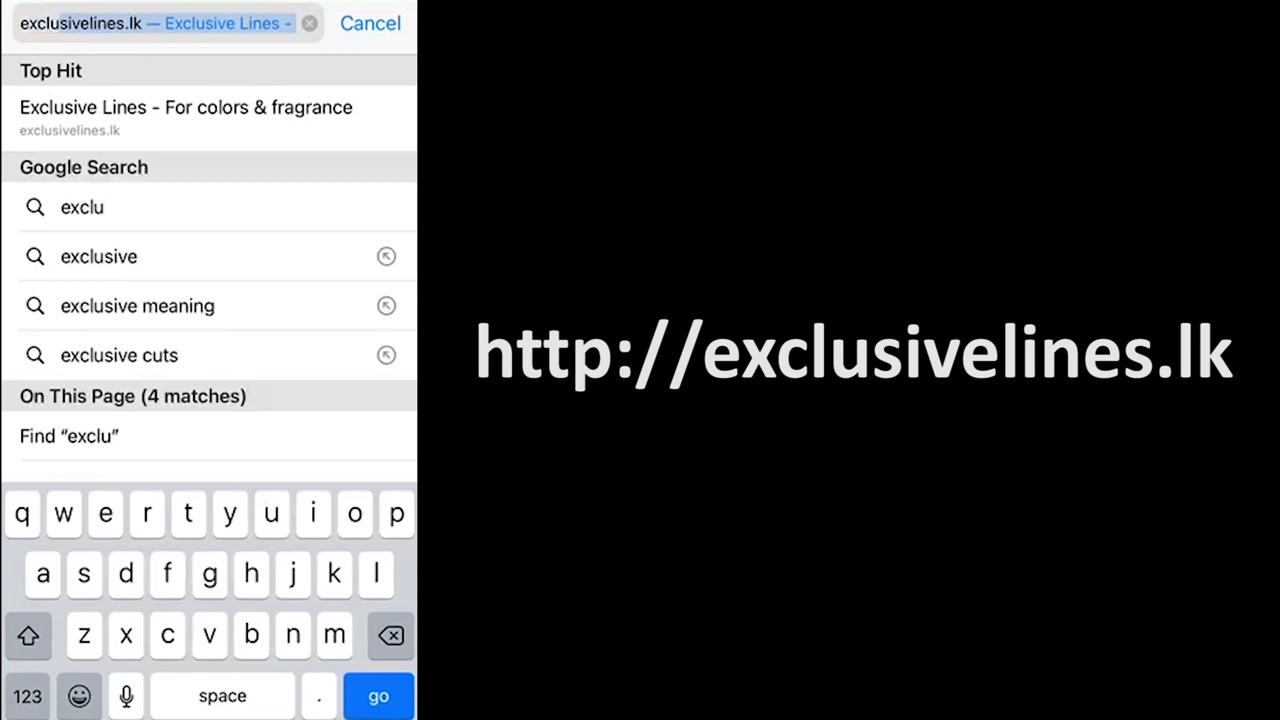 exclusivelines.lk — Exclusive Lines -
Cancel
Top Hit
Exclusive Lines - For colors & fragrance
exclusivelines.lk
Google Search
exclu
exclusive
exclusive meaning
exclusive cuts
On This Page (4 matches)
Find “exclu”
q w e r t y u i o p
a s d f g h j k l
z x c v b n m
123 space . go
http://exclusivelines.lk